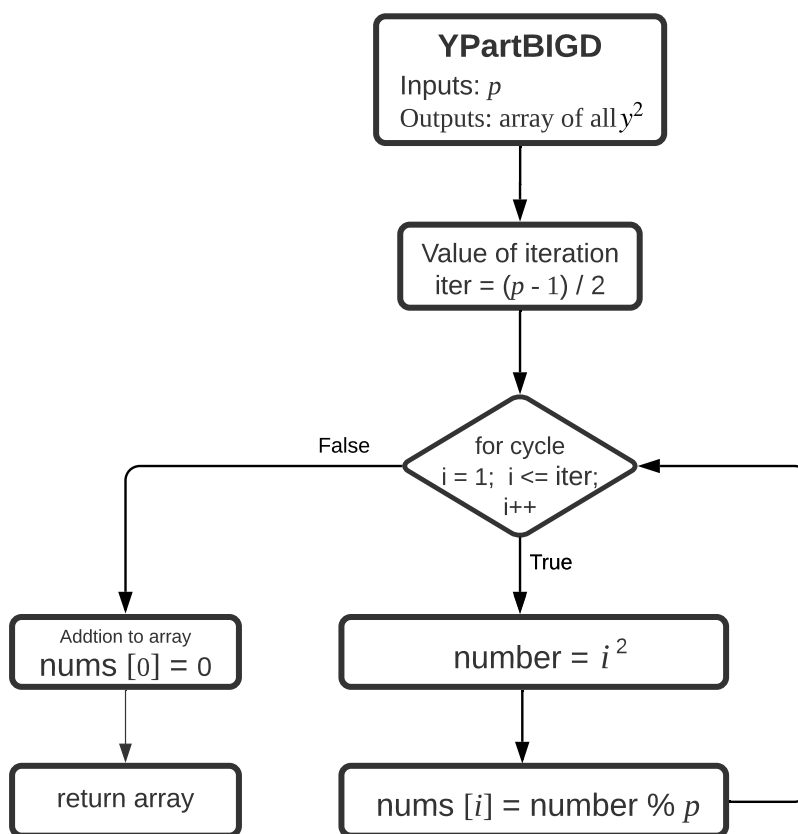 YPartBIGD
Inputs: p
Outputs: array of all y²
Value of iteration
iter = (p - 1) / 2
for cycle
i = 1; i <= iter;
i++
False
True
Addtion to array
nums [0] = 0
number = i ²
return array
nums [i] = number % p